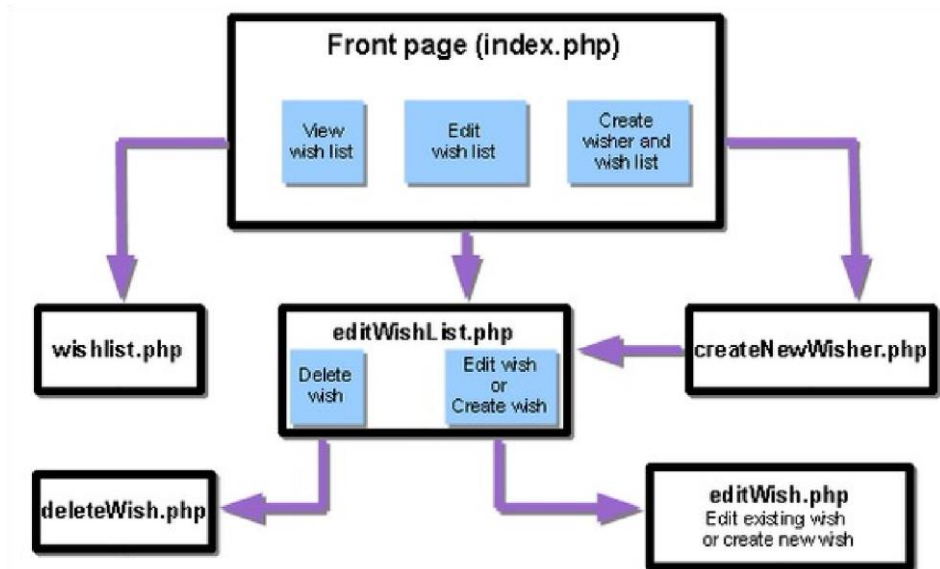 Front page (index.php)
View
wish list
Edit
wish list
Create
wisher and
wish list
wishlist.php
editWishList.php
Delete
wish
Edit wish
or
Create wish
createNewWisher.php
deleteWish.php
editWish.php
Edit existing wish
or create new wish